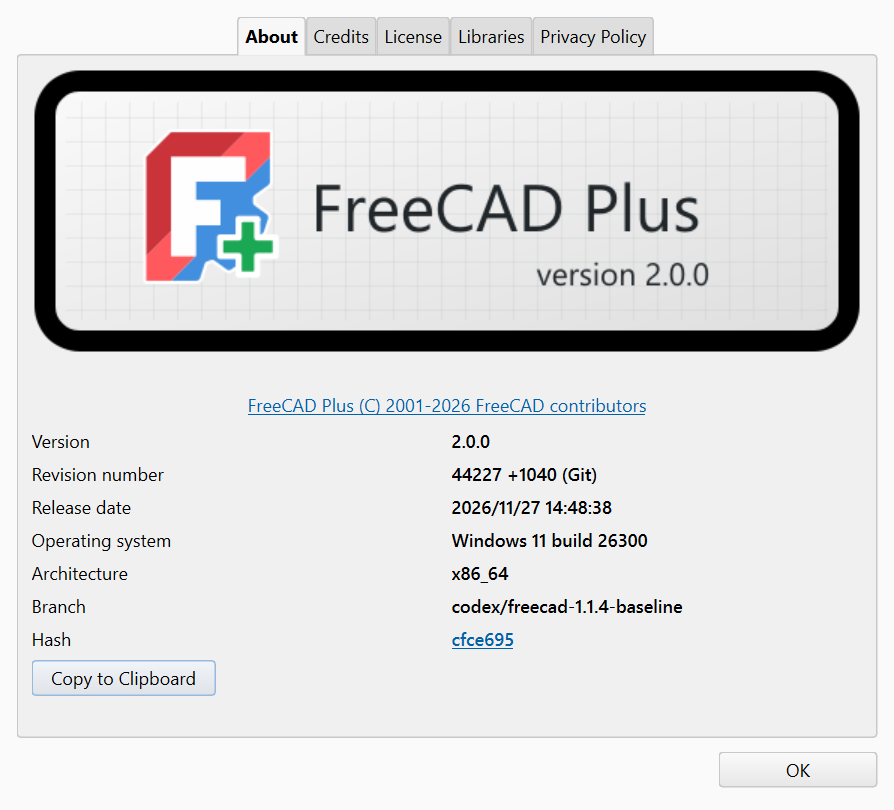 About Credits License Libraries Privacy Policy
FreeCAD Plus
version 2.0.0
FreeCAD Plus (C) 2001-2026 FreeCAD contributors
Version 2.0.0
Revision number 44227 +1040 (Git)
Release date 2026/11/27 14:48:38
Operating system Windows 11 build 26300
Architecture x86_64
Branch codex/freecad-1.1.4-baseline
Hash cfce695
Copy to Clipboard
OK